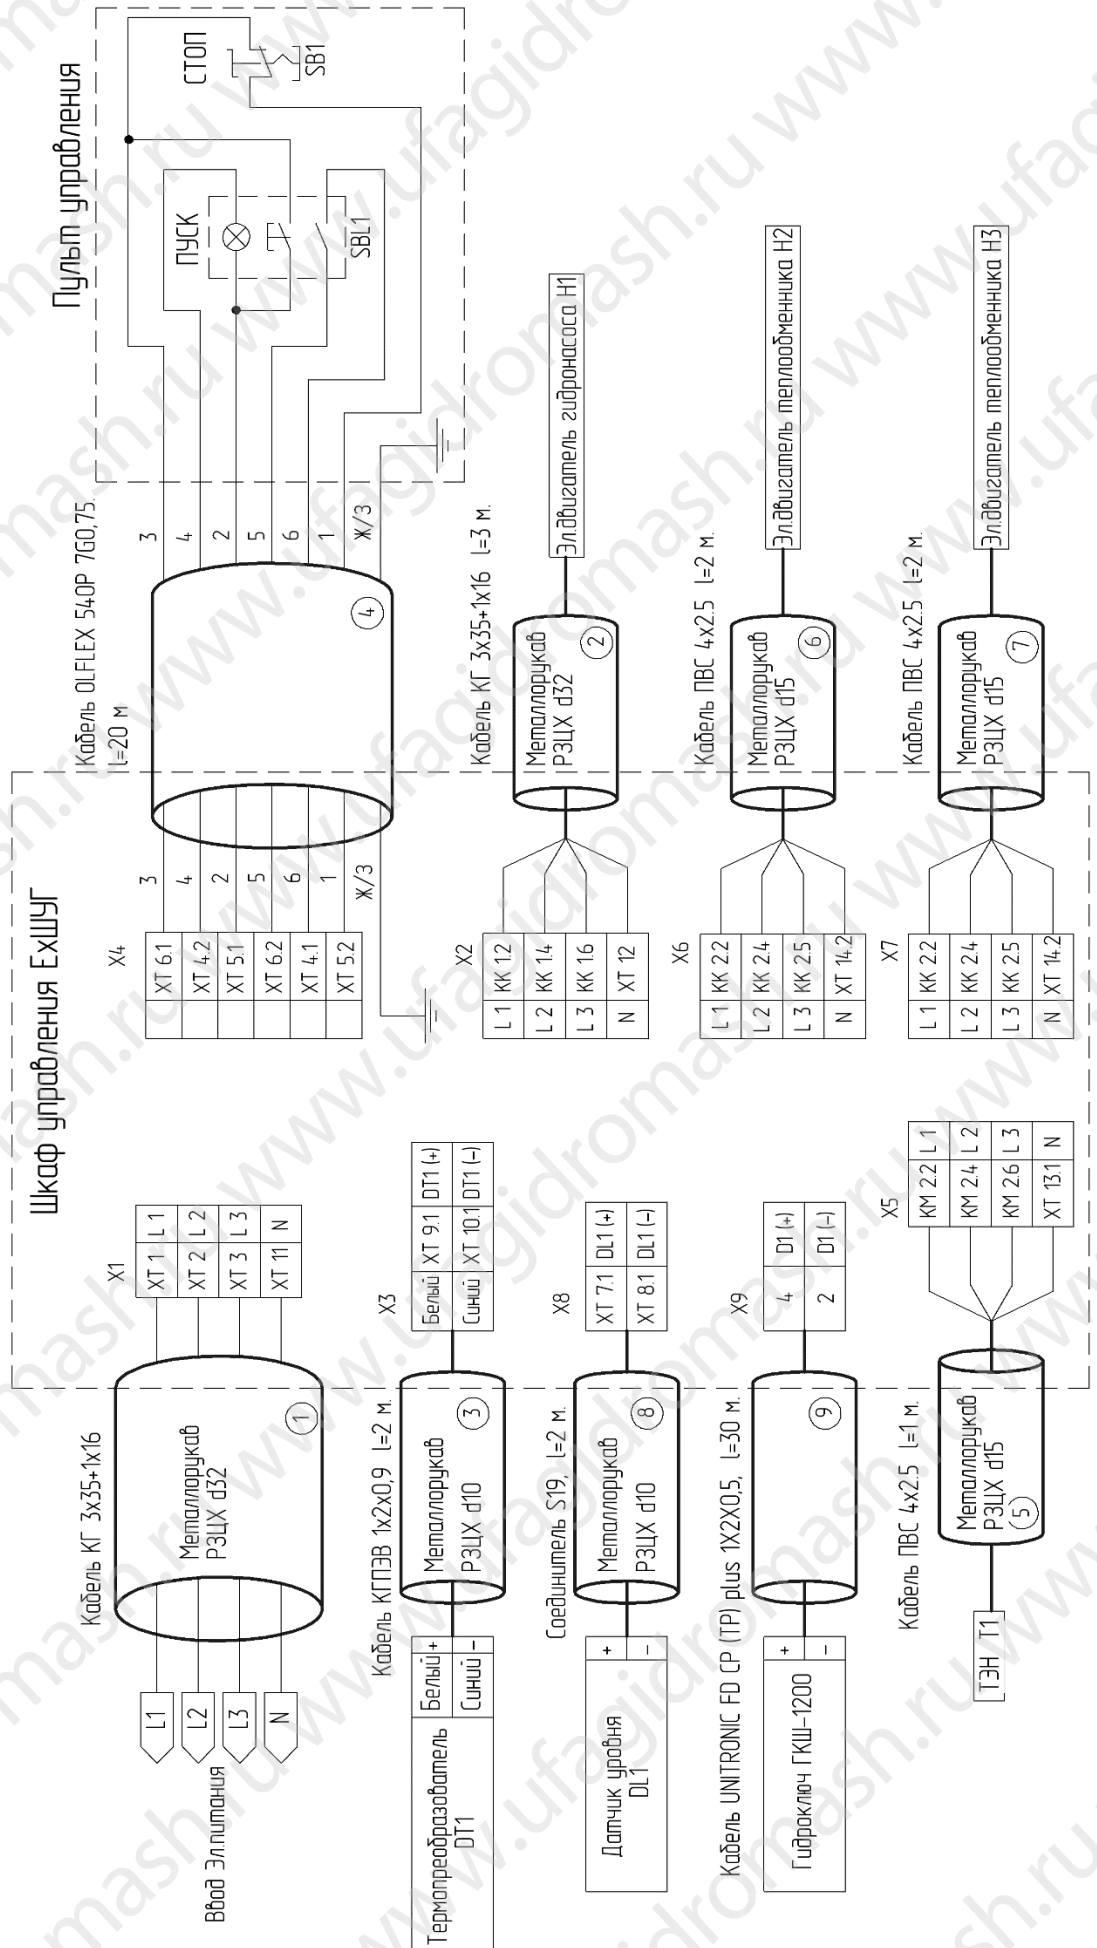 Шкаф управления ЕхШУГ
Пульт управления
Ввод Эл.питания
L1
L2
L3
N
Кабель КГ 3х35+1х16
Металлорукав
РЗЦХ d32
1
X1
XT 1 L 1
XT 2 L 2
XT 3 L 3
XT 11 N
X4
XT 6.1
XT 4.2
XT 5.1
XT 6.2
XT 4.1
XT 5.2
3
4
2
5
6
1
Ж/З
Кабель OLFLEX 540P 7G0,75.
l=20 м
4
3
4
2
5
6
1
Ж/З
ПУСК
SBL1
СТОП
SB1
Термопреобразователь
DT1
Белый +
Синий −
Кабель КГПЭВ 1х2х0,9 l=2 м.
Металлорукав
РЗЦХ d10
3
X3
Белый XT 9.1 DT1 (+)
Синий XT 10.1 DT1 (−)
X2
L 1 КК 1.2
L 2 КК 1.4
L 3 КК 1.6
N XT 12
Кабель КГ 3х35+1х16 l=3 м.
Металлорукав
РЗЦХ d32
2
Эл.двигатель гидронасоса Н1
Датчик уровня
DL1
+
−
Соединитель S19, l=2 м.
Металлорукав
РЗЦХ d10
8
X8
XT 7.1 DL1 (+)
XT 8.1 DL1 (−)
X6
L 1 КК 2.2
L 2 КК 2.4
L 3 КК 2.5
N XT 14.2
Кабель ПВС 4х2.5 l=2 м.
Металлорукав
РЗЦХ d15
6
Эл.двигатель теплообменника Н2
Гидроключ ГКШ-1200
+
−
Кабель UNITRONIC FD CP (TP) plus 1X2X0,5, l=30 м.
9
X9
4 D1 (+)
2 D1 (−)
X7
L 1 КК 2.2
L 2 КК 2.4
L 3 КК 2.5
N XT 14.2
Кабель ПВС 4х2.5 l=2 м.
Металлорукав
РЗЦХ d15
7
Эл.двигатель теплообменника Н3
ТЭН Т1
Кабель ПВС 4х2.5 l=1 м.
Металлорукав
РЗЦХ d15
5
X5
КМ 2.2 L 1
КМ 2.4 L 2
КМ 2.6 L 3
XT 13.1 N
www.ufagidromash.ru